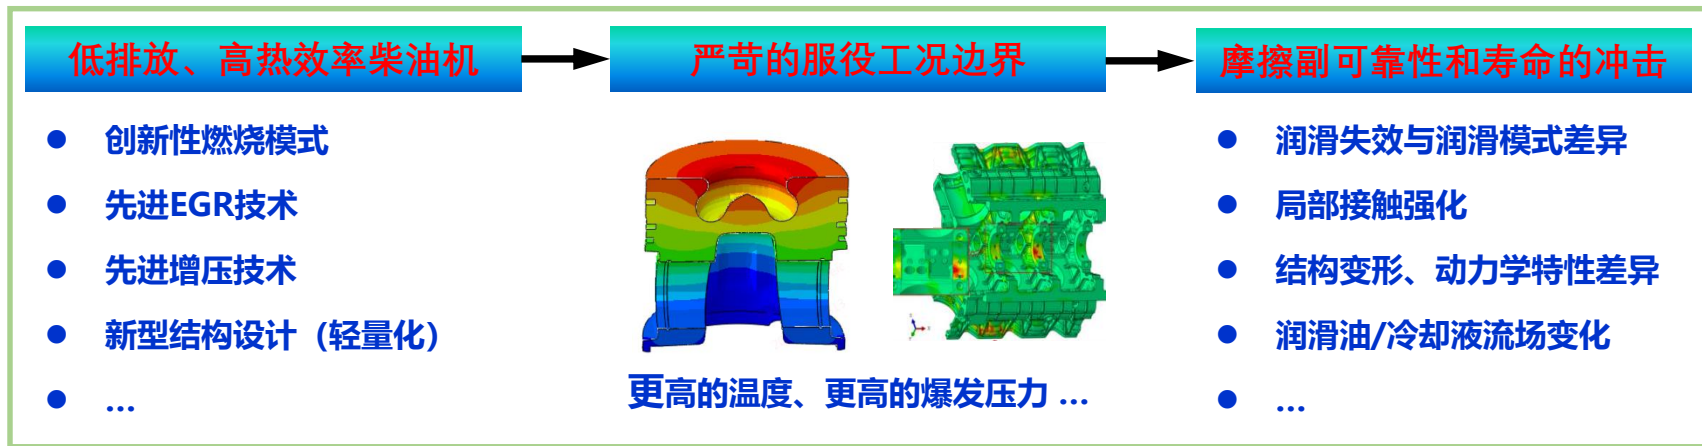 低排放、高热效率柴油机
严苛的服役工况边界
摩擦副可靠性和寿命的冲击
● 创新性燃烧模式
● 先进EGR技术
● 先进增压技术
● 新型结构设计（轻量化）
● ...
更高的温度、更高的爆发压力 ...
● 润滑失效与润滑模式差异
● 局部接触强化
● 结构变形、动力学特性差异
● 润滑油/冷却液流场变化
● ...